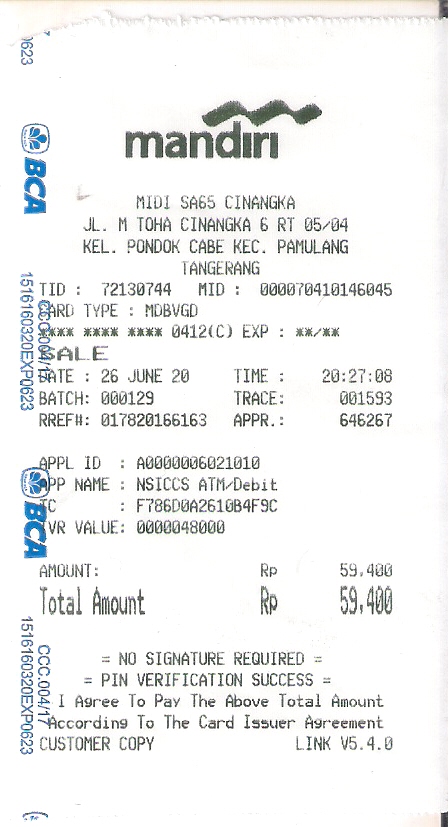 mandiri
MIDI SA65 CINANGKA
JL. M TOHA CINANGKA 6 RT 05/04
KEL. PONDOK CABE KEC. PAMULANG
TANGERANG
TID : 72130744 MID : 000070410146045
CARD TYPE : MDBVGD
**** **** **** 0412(C) EXP : **/**
SALE
DATE : 26 JUNE 20 TIME : 20:27:08
BATCH: 000129 TRACE: 001593
RREF#: 017820166163 APPR.: 646267
APPL ID : A0000006021010
APP NAME : NSICCS ATM/Debit
TC : F786D0A2610B4F9C
TVR VALUE: 0000048000
AMOUNT: Rp 59.400
Total Amount Rp 59.400
= NO SIGNATURE REQUIRED =
= PIN VERIFICATION SUCCESS =
I Agree To Pay The Above Total Amount
According To The Card Issuer Agreement
CUSTOMER COPY LINK V5.4.0
0623
BCA
CCC.004/17
1516160320EXP0623
BCA
CCC.004/17
1516160320EXP0623